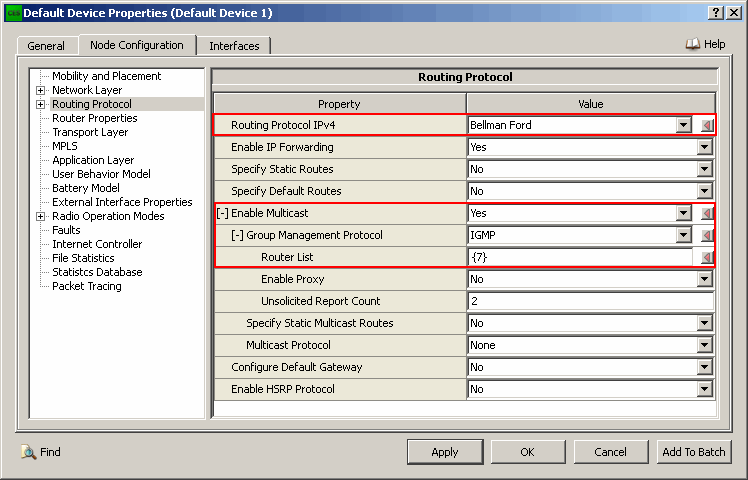 Default Device Properties (Default Device 1)
General
Node Configuration
Interfaces
Help
Mobility and Placement
Network Layer
Routing Protocol
Router Properties
Transport Layer
MPLS
Application Layer
User Behavior Model
Battery Model
External Interface Properties
Radio Operation Modes
Faults
Internet Controller
File Statistics
Statistcs Database
Packet Tracing
Routing Protocol
Property Value
Routing Protocol IPv4 Bellman Ford
Enable IP Forwarding Yes
Specify Static Routes No
Specify Default Routes No
[-] Enable Multicast Yes
[-] Group Management Protocol IGMP
Router List {7}
Enable Proxy No
Unsolicited Report Count 2
Specify Static Multicast Routes No
Multicast Protocol None
Configure Default Gateway No
Enable HSRP Protocol No
Find
Apply
OK
Cancel
Add To Batch